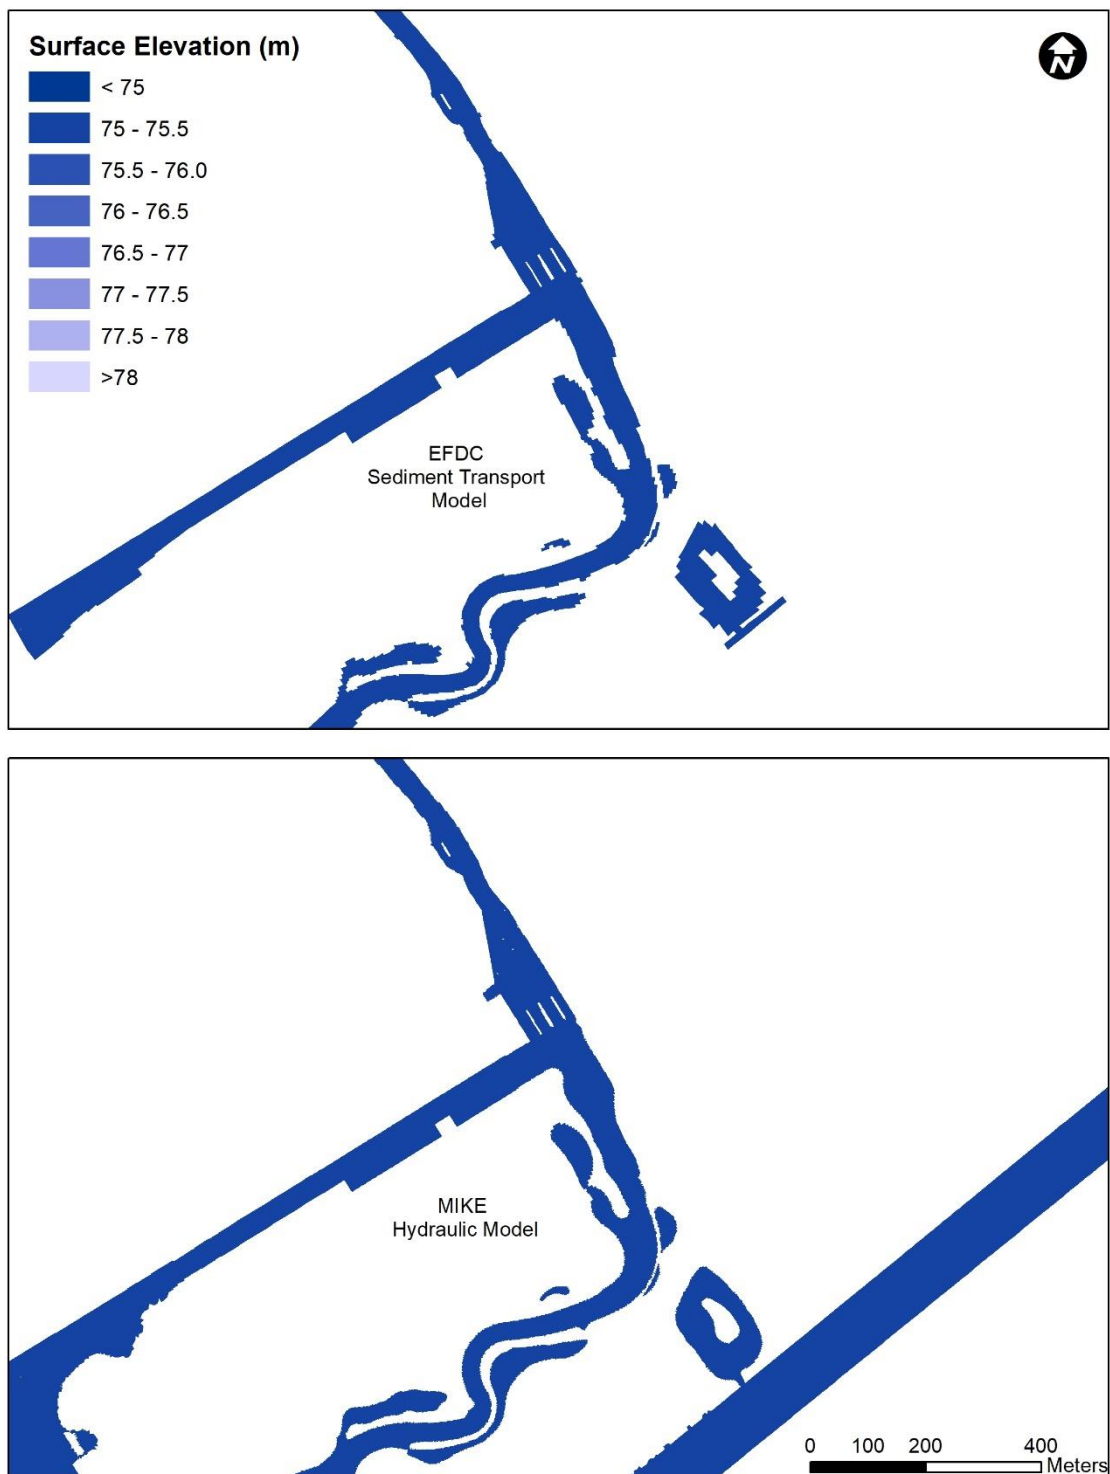 Surface Elevation (m)
< 75
75 - 75.5
75.5 - 76.0
76 - 76.5
76.5 - 77
77 - 77.5
77.5 - 78
>78
N
EFDC
Sediment Transport
Model
MIKE
Hydraulic Model
0 100 200 400
Meters